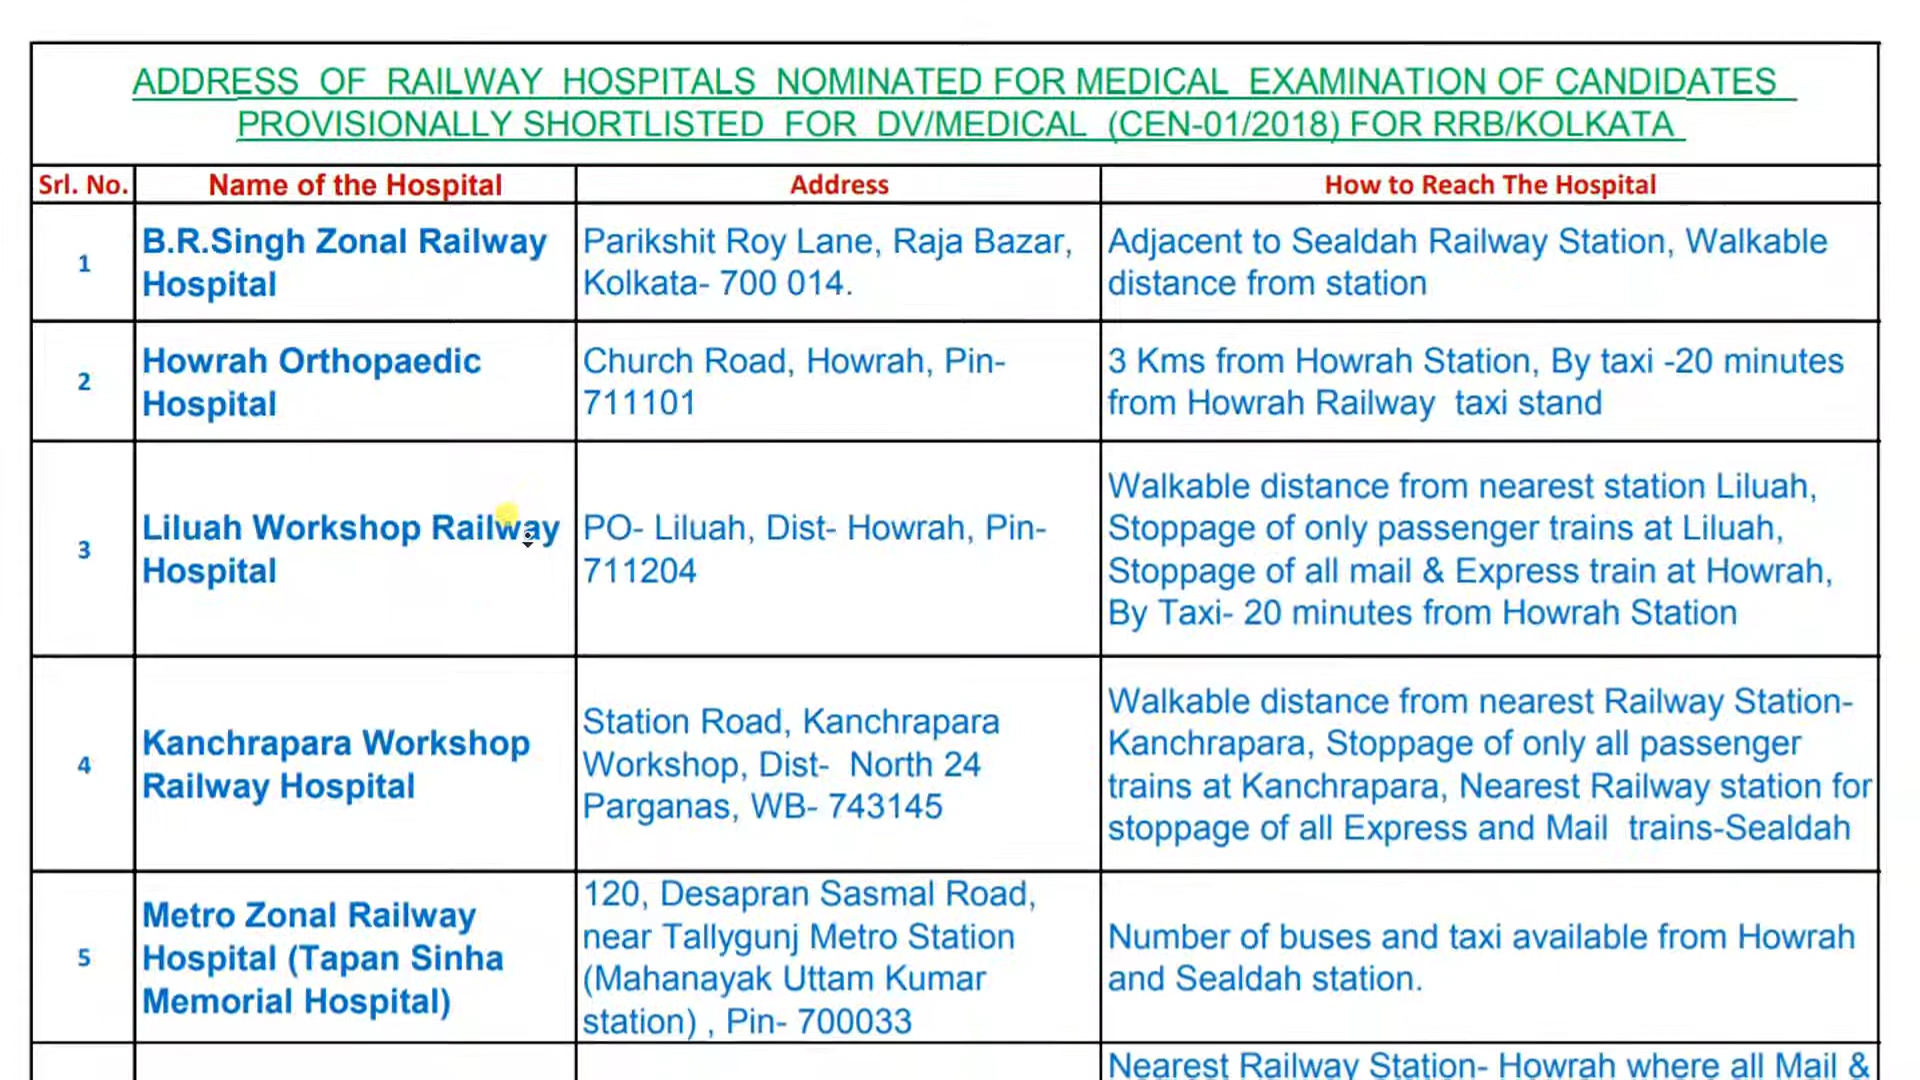 ADDRESS OF RAILWAY HOSPITALS NOMINATED FOR MEDICAL EXAMINATION OF CANDIDATES
PROVISIONALLY SHORTLISTED FOR DV/MEDICAL (CEN-01/2018) FOR RRB/KOLKATA
Srl. No. Name of the Hospital Address How to Reach The Hospital
1
B.R.Singh Zonal Railway
Hospital
Parikshit Roy Lane, Raja Bazar,
Kolkata- 700 014.
Adjacent to Sealdah Railway Station, Walkable
distance from station
2
Howrah Orthopaedic
Hospital
Church Road, Howrah, Pin-
711101
3 Kms from Howrah Station, By taxi -20 minutes
from Howrah Railway taxi stand
3
Liluah Workshop Railway
Hospital
PO- Liluah, Dist- Howrah, Pin-
711204
Walkable distance from nearest station Liluah,
Stoppage of only passenger trains at Liluah,
Stoppage of all mail & Express train at Howrah,
By Taxi- 20 minutes from Howrah Station
4
Kanchrapara Workshop
Railway Hospital
Station Road, Kanchrapara
Workshop, Dist- North 24
Parganas, WB- 743145
Walkable distance from nearest Railway Station-
Kanchrapara, Stoppage of only all passenger
trains at Kanchrapara, Nearest Railway station for
stoppage of all Express and Mail trains-Sealdah
5
Metro Zonal Railway
Hospital (Tapan Sinha
Memorial Hospital)
120, Desapran Sasmal Road,
near Tallygunj Metro Station
(Mahanayak Uttam Kumar
station) , Pin- 700033
Number of buses and taxi available from Howrah
and Sealdah station.
Nearest Railway Station- Howrah where all Mail &